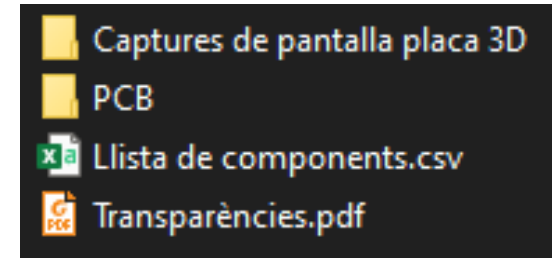 Captures de pantalla placa 3D
PCB
Llista de components.csv
Transparències.pdf